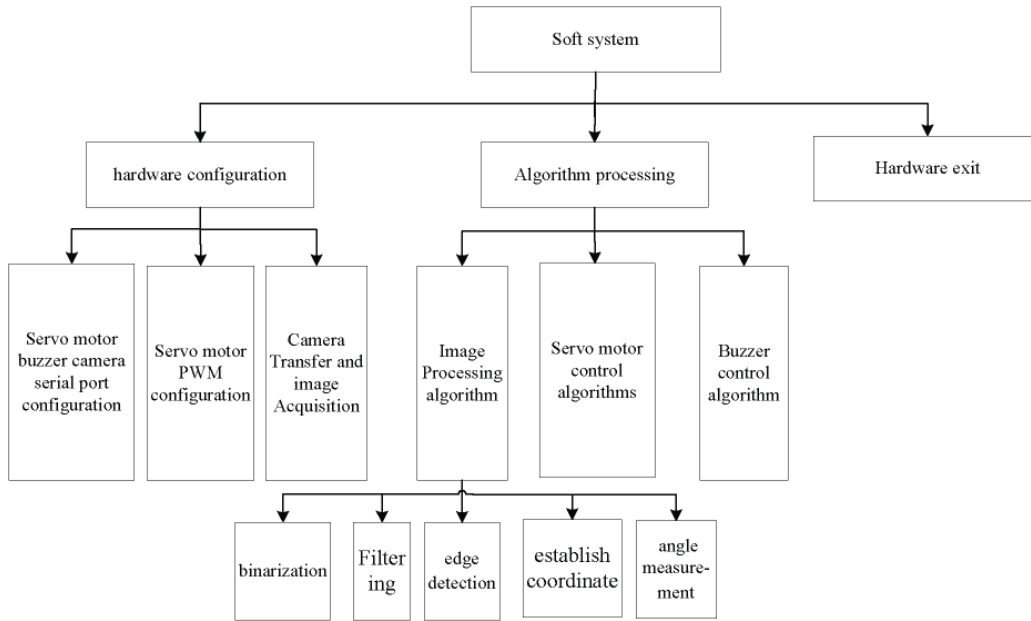 Soft system
hardware configuration
Algorithm processing
Hardware exit
Servo motor
buzzer camera
serial port
configuration
Servo motor
PWM
configuration
Camera
Transfer and
image
Acquisition
Image
Processing
algorithm
Servo motor
control
algorithms
Buzzer
control
algorithm
binarization
Filter
ing
edge
detection
establish
coordinate
angle
measure-
ment